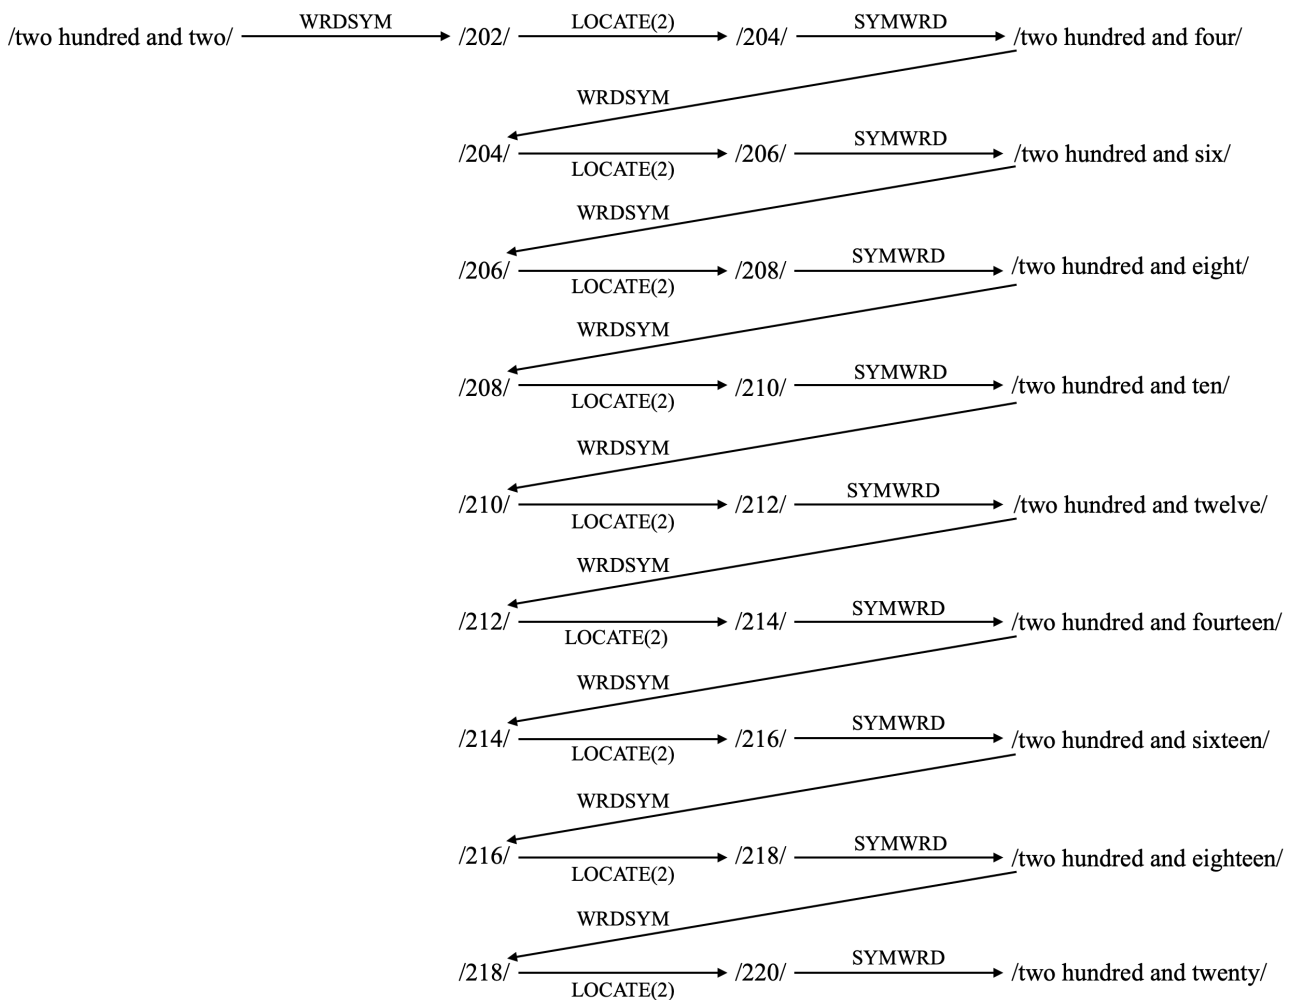 WRDSYM LOCATE(2) SYMWRD
/two hundred and two/ /202/ /204/ /two hundred and four/
WRDSYM
SYMWRD
/204/ /206/ /two hundred and six/
LOCATE(2)
WRDSYM
SYMWRD
/206/ /208/ /two hundred and eight/
LOCATE(2)
WRDSYM
SYMWRD
/208/ /210/ /two hundred and ten/
LOCATE(2)
WRDSYM
SYMWRD
/210/ /212/ /two hundred and twelve/
LOCATE(2)
WRDSYM
SYMWRD
/212/ /214/ /two hundred and fourteen/
LOCATE(2)
WRDSYM
SYMWRD
/214/ /216/ /two hundred and sixteen/
LOCATE(2)
WRDSYM
SYMWRD
/216/ /218/ /two hundred and eighteen/
LOCATE(2)
WRDSYM
SYMWRD
/218/ /220/ /two hundred and twenty/
LOCATE(2)